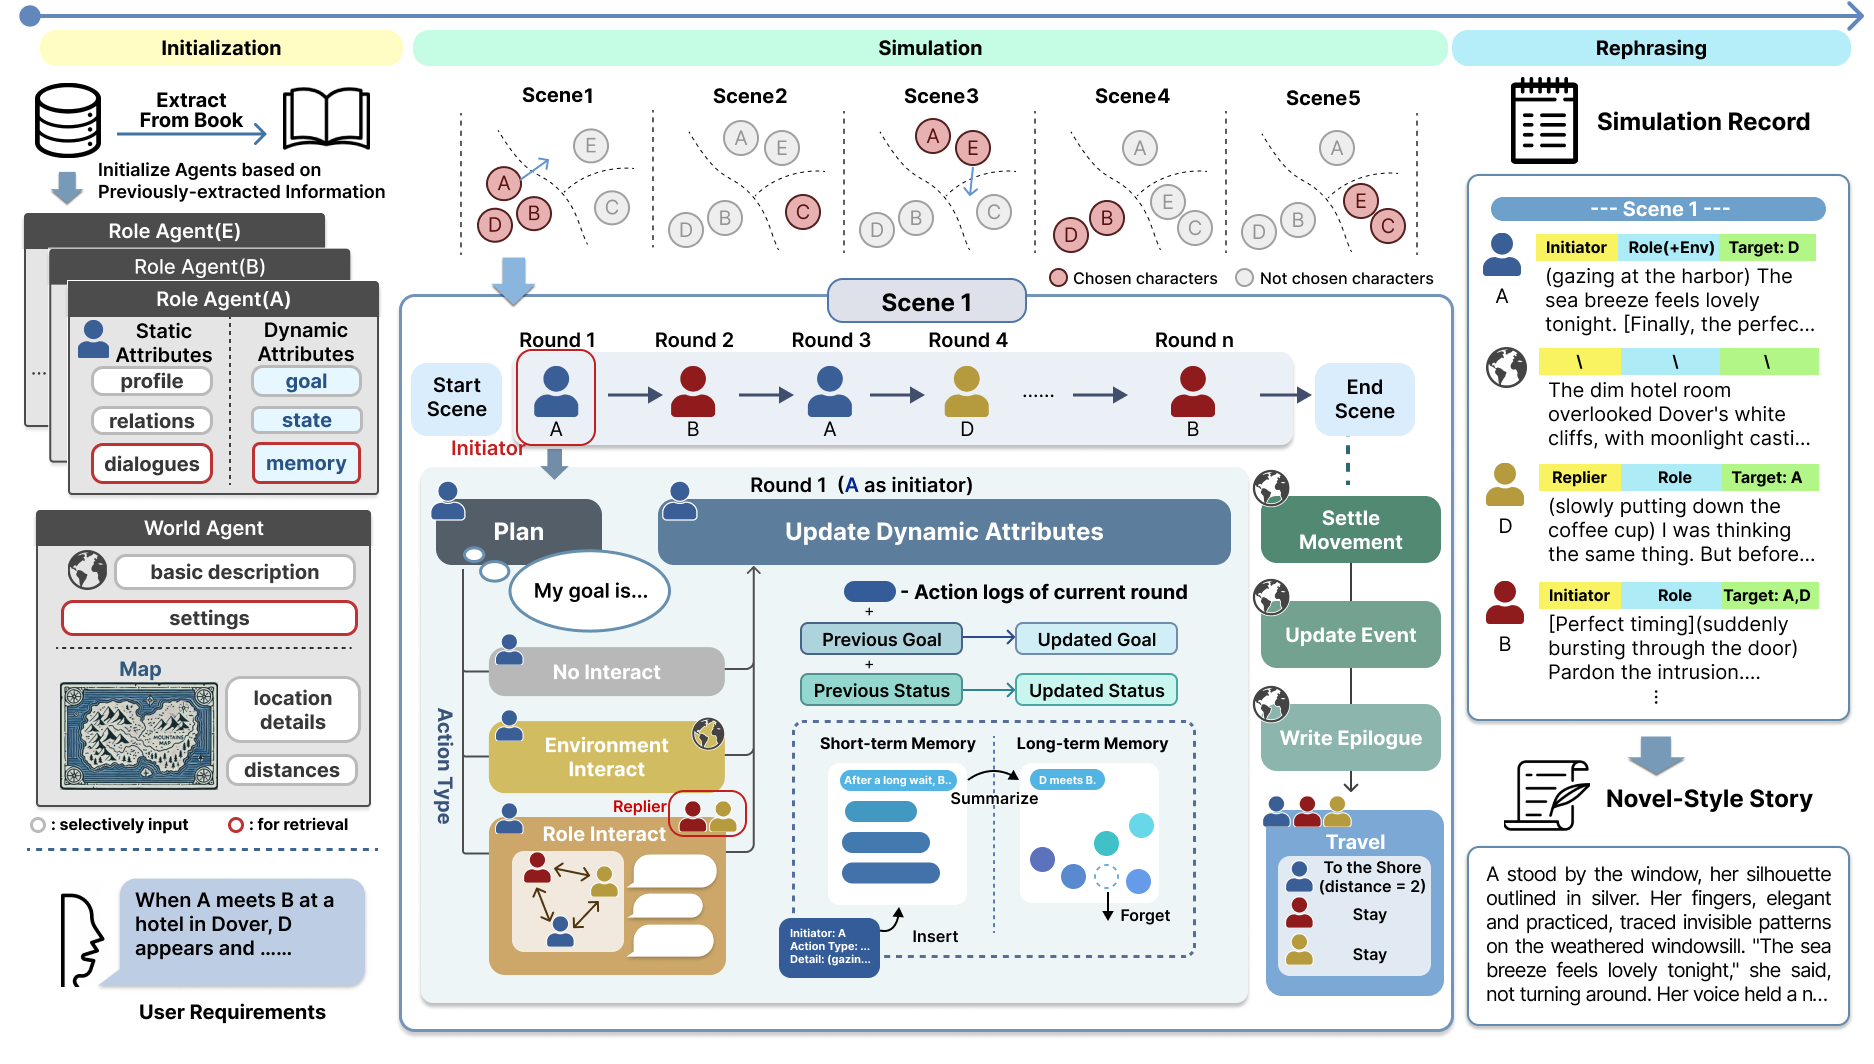 Initialization
Simulation
Rephrasing
Extract
From Book
Initialize Agents based on
Previously-extracted Information
Role Agent(E)
Role Agent(B)
Role Agent(A)
...
Static
Attributes
Dynamic
Attributes
profile
goal
relations
state
dialogues
memory
World Agent
basic description
settings
Map
MOUNTAINS
MAP
location
details
distances
: selectively input
: for retrieval
When A meets B at a
hotel in Dover, D
appears and ......
User Requirements
Scene1
Scene2
Scene3
Scene4
Scene5
A
B
D
E
C
A
E
D
B
C
A
E
D
B
C
A
D
B
E
C
A
D
B
E
C
Chosen characters
Not chosen characters
Scene 1
Round 1
Round 2
Round 3
Round 4
Round n
Start
Scene
A
B
A
D
......
B
End
Scene
Initiator
Round 1 (A as initiator)
Plan
My goal is...
Update Dynamic Attributes
Action Type
No Interact
Environment
Interact
Replier
Role Interact
- Action logs of current round
+
Previous Goal
Updated Goal
+
Previous Status
Updated Status
Short-term Memory
Long-term Memory
After a long wait, B..
D meets B.
Summarize
Forget
Insert
Initiator: A
Action Type: ...
Detail: (gazin...
Settle
Movement
Update Event
Write Epilogue
Travel
To the Shore
(distance = 2)
Stay
Stay
Simulation Record
--- Scene 1 ---
Initiator
Role(+Env)
Target: D
A
(gazing at the harbor) The
sea breeze feels lovely
tonight. [Finally, the perfec...
\
\
\
The dim hotel room
overlooked Dover's white
cliffs, with moonlight casti...
Replier
Role
Target: A
D
(slowly putting down the
coffee cup) I was thinking
the same thing. But before...
Initiator
Role
Target: A,D
B
[Perfect timing](suddenly
bursting through the door)
Pardon the intrusion....
⋮
Novel-Style Story
A stood by the window, her silhouette
outlined in silver. Her fingers, elegant
and practiced, traced invisible patterns
on the weathered windowsill. "The sea
breeze feels lovely tonight," she said,
not turning around. Her voice held a n...